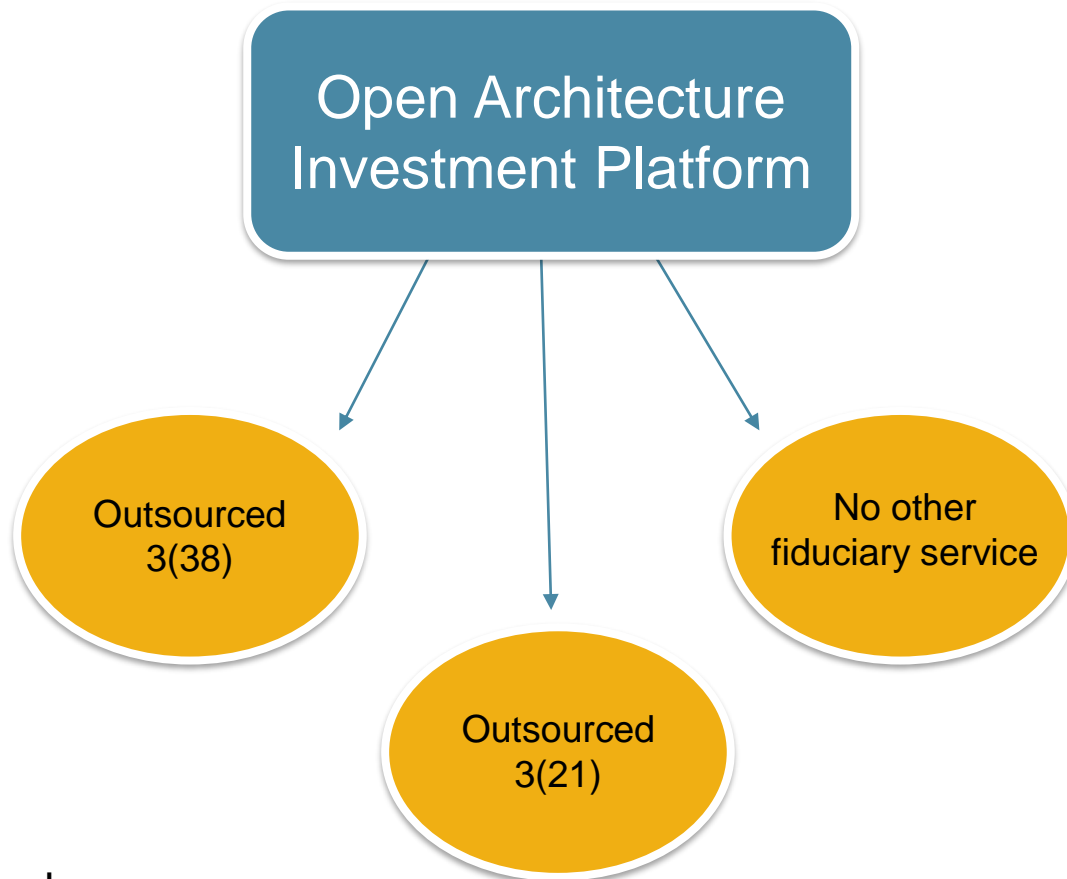 Open Architecture
Investment Platform
Outsourced
3(38)
No other
fiduciary service
Outsourced
3(21)